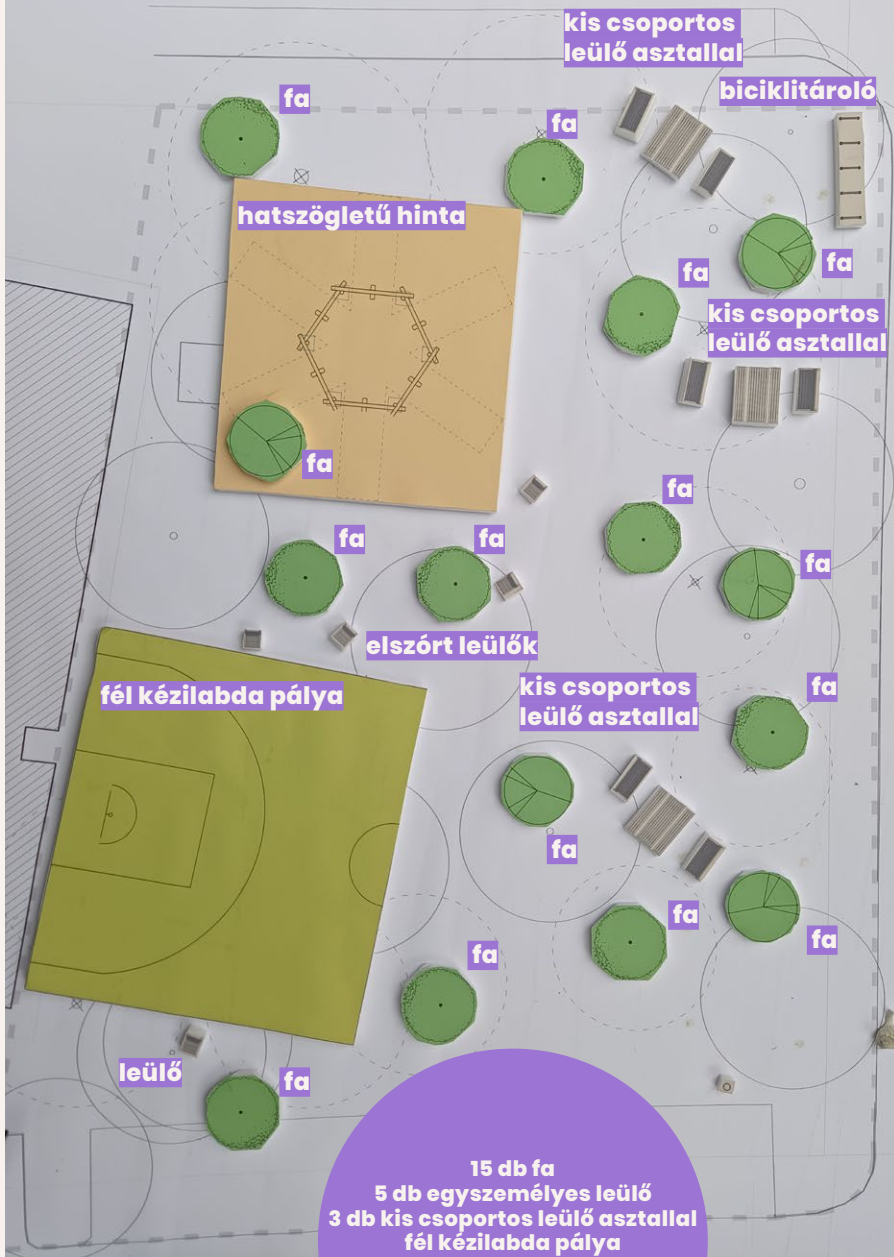 kis csoportos
leülő asztallal
biciklitároló
fa
fa
hatszögletű hinta
fa
fa
kis csoportos
leülő asztallal
fa
fa
fa
fa
fa
elszórt leülők
fél kézilabda pálya
kis csoportos
leülő asztallal
fa
fa
fa
fa
fa
leülő
fa
15 db fa
5 db egyszemélyes leülő
3 db kis csoportos leülő asztallal
fél kézilabda pálya